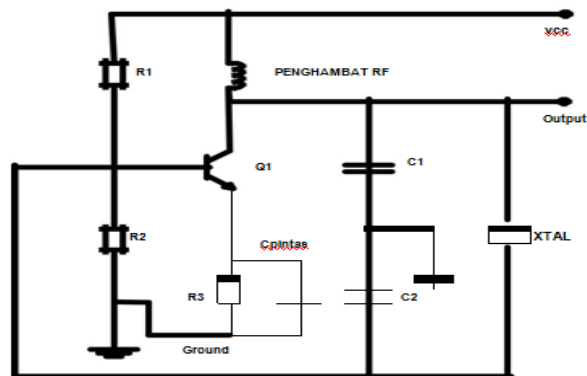 vcc
R1
PENGHAMBAT RF
Output
Q1
C1
R2
Cpintas
XTAL
R3
C2
Ground